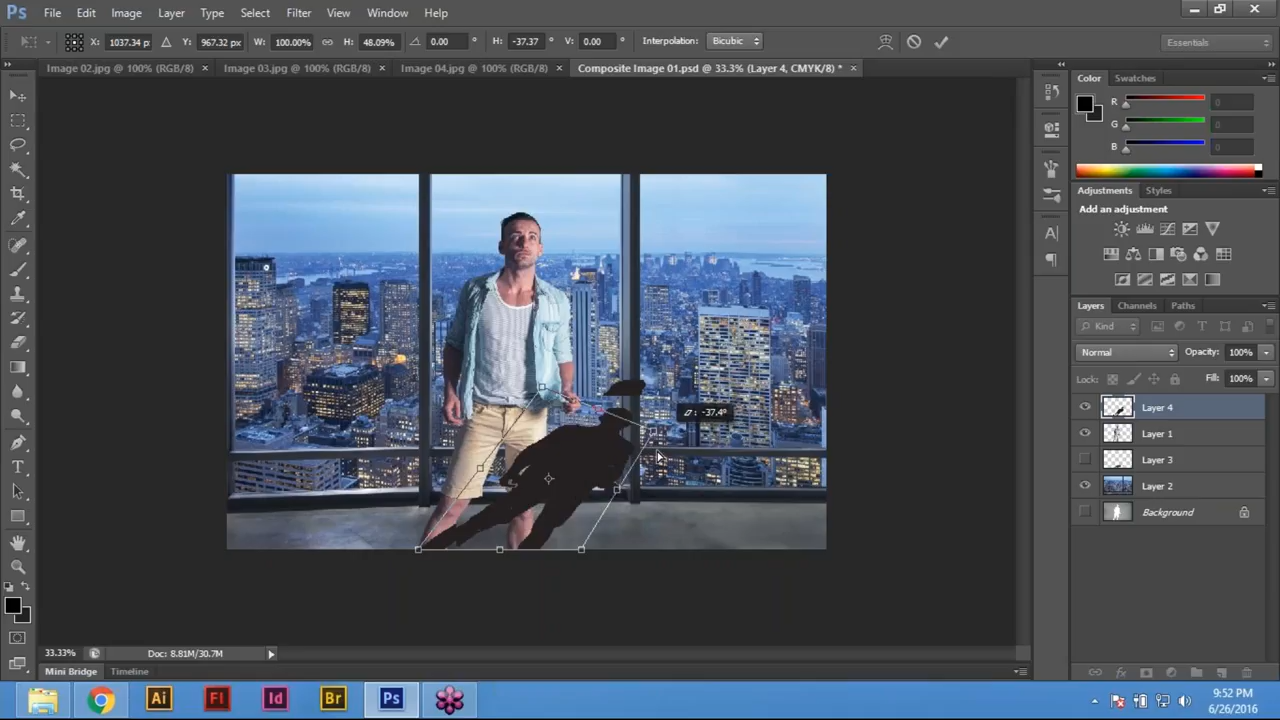 Ps File Edit Image Layer Type Select Filter View Window Help
X: 1037.34 px Y: 967.32 px W: 100.00% H: 48.09% 0.00 ° H: -37.37 ° V: 0.00 ° Interpolation: Bicubic Essentials
Image 02.jpg @ 100% (RGB/8) × Image 03.jpg @ 100% (RGB/8) × Image 04.jpg @ 100% (RGB/8) × Composite Image 01.psd @ 33.3% (Layer 4, CMYK/8) * ×
Color Swatches
R 0
G 0
B 0
Adjustments Styles
Add an adjustment
Layers Channels Paths
Kind
Normal Opacity: 100%
Lock: Fill: 100%
Layer 4
Layer 1
Layer 3
Layer 2
Background
: -37.4°
33.33% Doc: 8.81M/30.7M
Mini Bridge Timeline
Ai Fl Id Br Ps
9:52 PM
6/26/2016